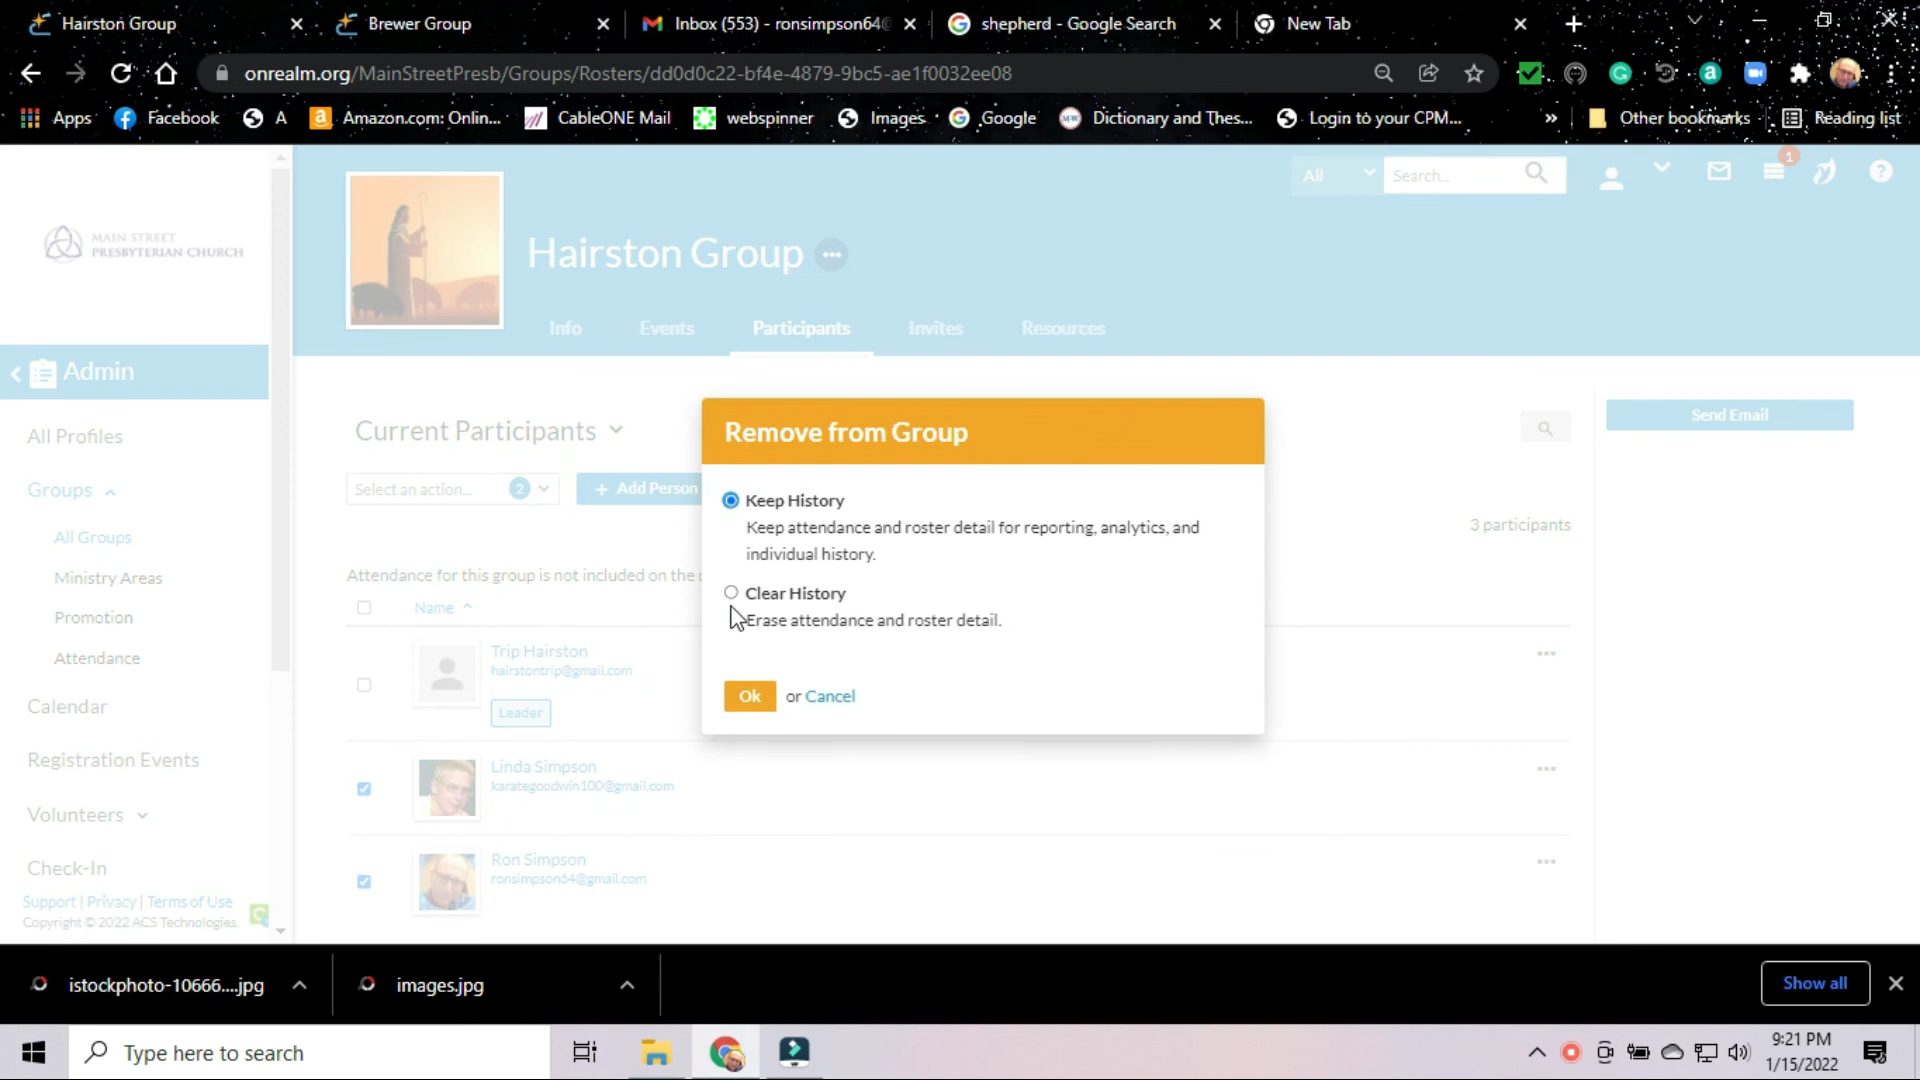 Hairston Group
Brewer Group
Inbox (553) - ronsimpson64@
shepherd - Google Search
New Tab
onrealm.org/MainStreetPresb/Groups/Rosters/dd0d0c22-bf4e-4879-9bc5-ae1f0032ee08
Apps
Facebook
A
Amazon.com: Onlin...
CableONE Mail
webspinner
Images
Google
Dictionary and Thes...
Login to your CPM...
»
Other bookmarks
Reading list
MAIN STREET
PRESBYTERIAN CHURCH
All
Search...
1
Hairston Group
Info
Events
Participants
Invites
Resources
Admin
All Profiles
Groups
All Groups
Ministry Areas
Promotion
Attendance
Calendar
Registration Events
Volunteers
Check-In
Support | Privacy | Terms of Use
Copyright © 2022 ACS Technologies.
Current Participants
Select an action...
2
+ Add Person
Send Email
3 participants
Attendance for this group is not included on the
Name
Trip Hairston
hairstontrip@gmail.com
Leader
Linda Simpson
karategoodwin100@gmail.com
Ron Simpson
ronsimpson64@gmail.com
Remove from Group
Keep History
Keep attendance and roster detail for reporting, analytics, and
individual history.
Clear History
Erase attendance and roster detail.
Ok or Cancel
istockphoto-10666....jpg
images.jpg
Show all
Type here to search
9:21 PM
1/15/2022